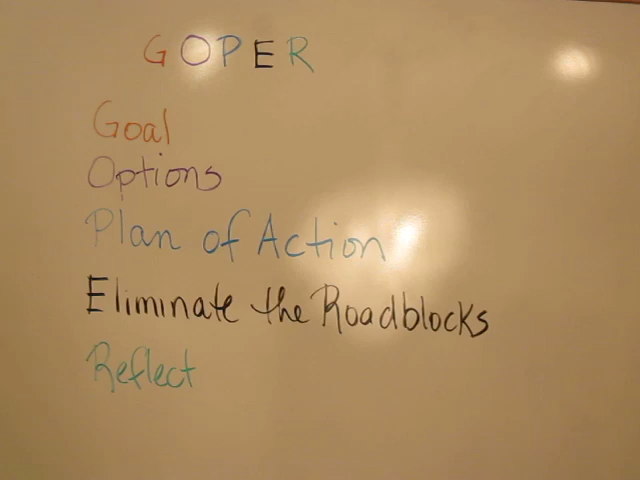 GOPER
Goal
Options
Plan of Action
Eliminate the Roadblocks
Reflect